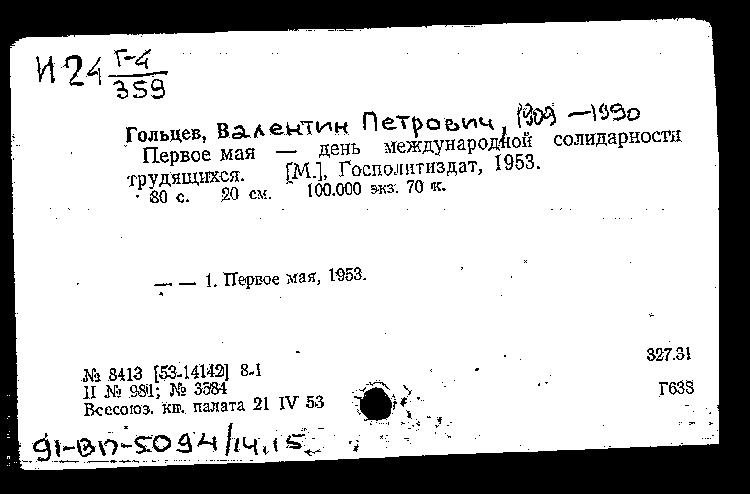 И 24 Г-4
359
Гольцев, Валентин Петрович, 1909 —1990
Первое мая — день международной солидарности
трудящихся. [М.], Госполитиздат, 1953.
80 с. 20 см. 100.000 экз. 70 к.
— — 1. Первое мая, 1953.
327.31
№ 8413 [53-14142] 8-1
II № 981; № 3584
Г638
Всесоюз. кн. палата 21 IV 53
91-ВП-5094/14.15